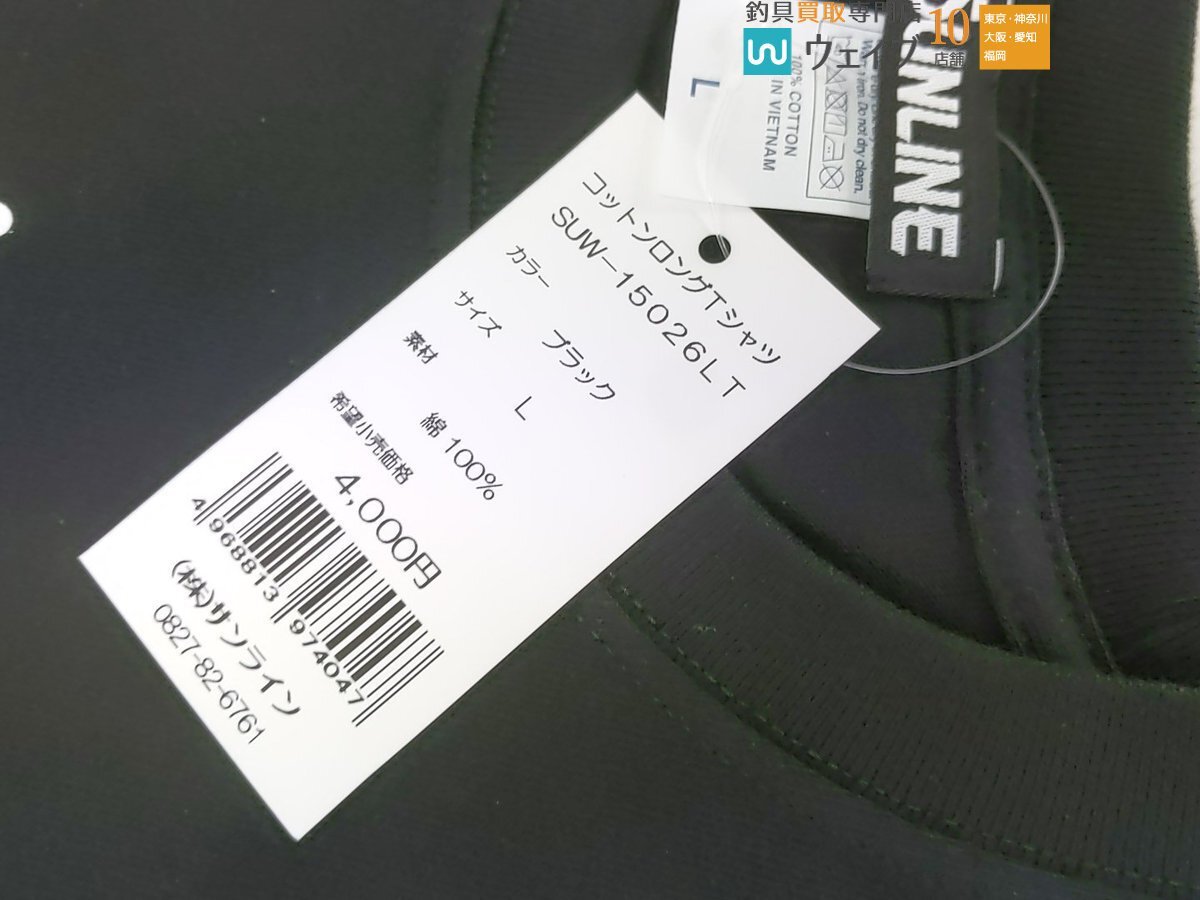 釣具買取専門店
ウェイブ
10
店舗
東京・神奈川
大阪・愛知
福岡
SUNLINE
L
100% COTTON
IN VIETNAM
iron. Do not dry clean.
コットンロングTシャツ
SUW-15026LT
カラー ブラック
サイズ L
素材 綿 100%
希望小売価格
4,000円
4 968813 974047
(株)サンライン
0827-82-6761